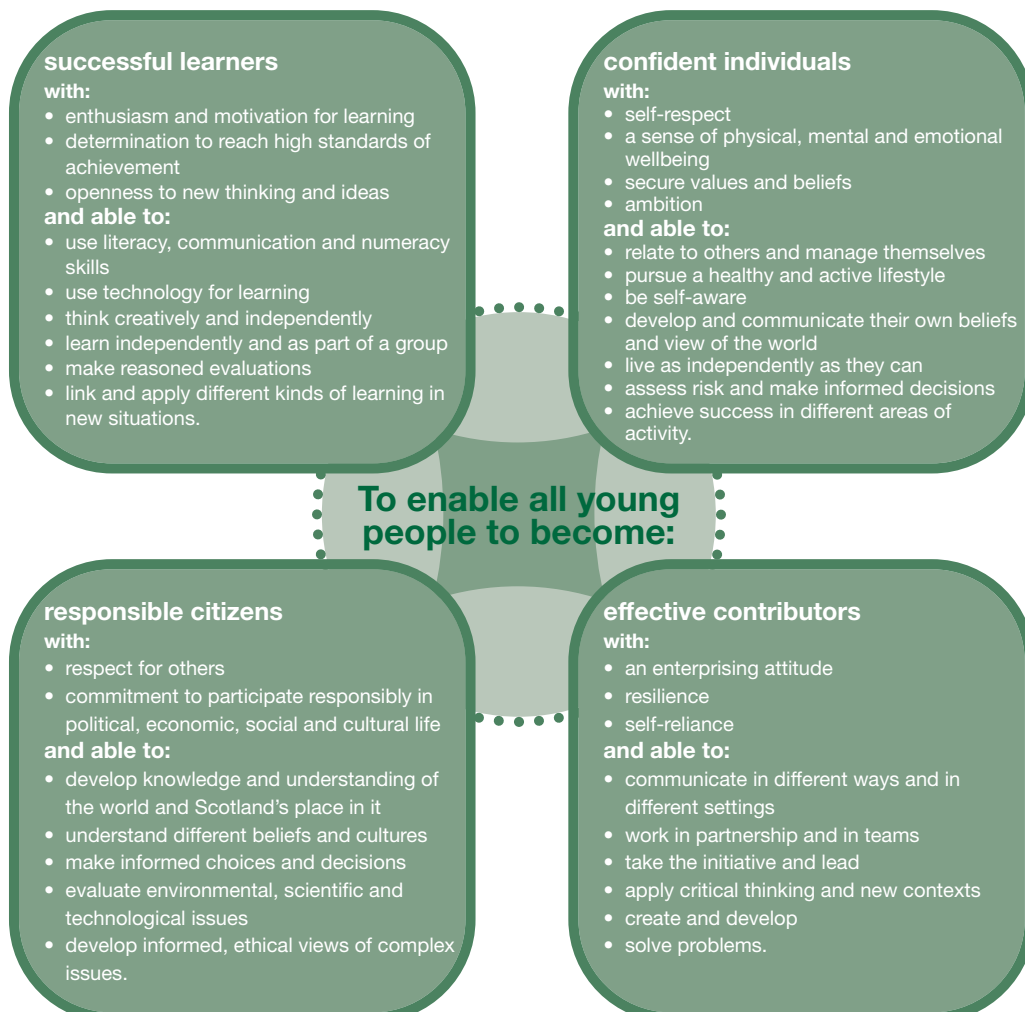 successful learners
with:
• enthusiasm and motivation for learning
• determination to reach high standards of
achievement
• openness to new thinking and ideas
and able to:
• use literacy, communication and numeracy
skills
• use technology for learning
• think creatively and independently
• learn independently and as part of a group
• make reasoned evaluations
• link and apply different kinds of learning in
new situations.
confident individuals
with:
• self-respect
• a sense of physical, mental and emotional
wellbeing
• secure values and beliefs
• ambition
and able to:
• relate to others and manage themselves
• pursue a healthy and active lifestyle
• be self-aware
• develop and communicate their own beliefs
and view of the world
• live as independently as they can
• assess risk and make informed decisions
• achieve success in different areas of
activity.
To enable all young
people to become:
responsible citizens
with:
• respect for others
• commitment to participate responsibly in
political, economic, social and cultural life
and able to:
• develop knowledge and understanding of
the world and Scotland’s place in it
• understand different beliefs and cultures
• make informed choices and decisions
• evaluate environmental, scientific and
technological issues
• develop informed, ethical views of complex
issues.
effective contributors
with:
• an enterprising attitude
• resilience
• self-reliance
and able to:
• communicate in different ways and in
different settings
• work in partnership and in teams
• take the initiative and lead
• apply critical thinking and new contexts
• create and develop
• solve problems.